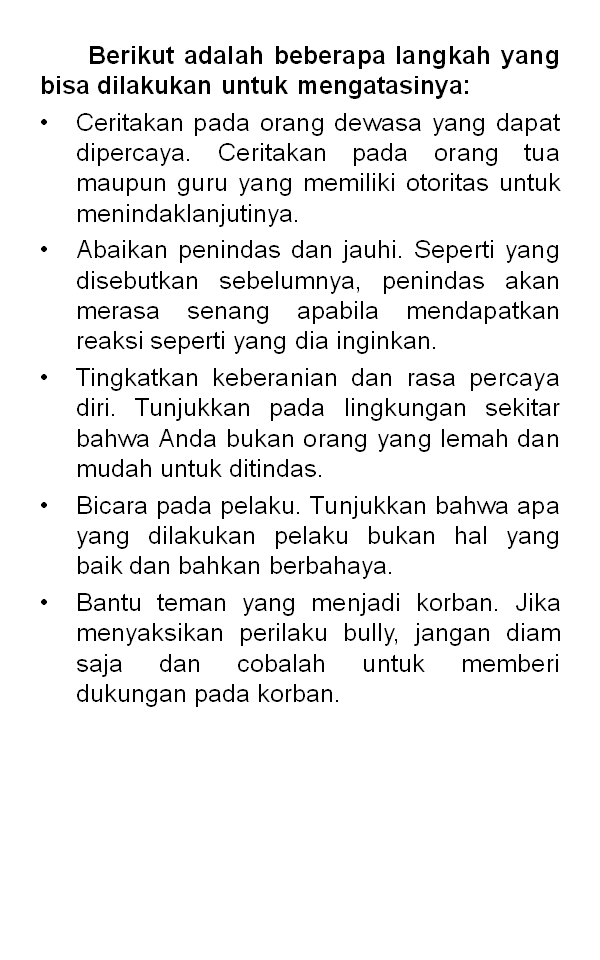 Berikut adalah beberapa langkah yang
bisa dilakukan untuk mengatasinya:
• Ceritakan pada orang dewasa yang dapat
dipercaya. Ceritakan pada orang tua
maupun guru yang memiliki otoritas untuk
menindaklanjutinya.
• Abaikan penindas dan jauhi. Seperti yang
disebutkan sebelumnya, penindas akan
merasa senang apabila mendapatkan
reaksi seperti yang dia inginkan.
• Tingkatkan keberanian dan rasa percaya
diri. Tunjukkan pada lingkungan sekitar
bahwa Anda bukan orang yang lemah dan
mudah untuk ditindas.
• Bicara pada pelaku. Tunjukkan bahwa apa
yang dilakukan pelaku bukan hal yang
baik dan bahkan berbahaya.
• Bantu teman yang menjadi korban. Jika
menyaksikan perilaku bully, jangan diam
saja dan cobalah untuk memberi
dukungan pada korban.